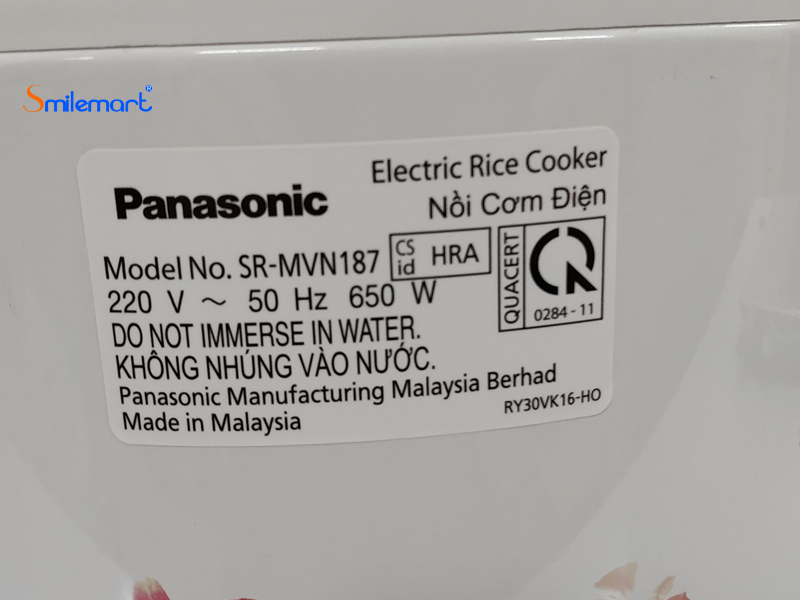 Smilemart®
Electric Rice Cooker
Panasonic
Nồi Cơm Điện
Model No. SR-MVN187
CS
id
HRA
220 V ~ 50 Hz 650 W
QUACERT
0284-11
DO NOT IMMERSE IN WATER.
KHÔNG NHÚNG VÀO NƯỚC.
Panasonic Manufacturing Malaysia Berhad
Made in Malaysia
RY30VK16-HO